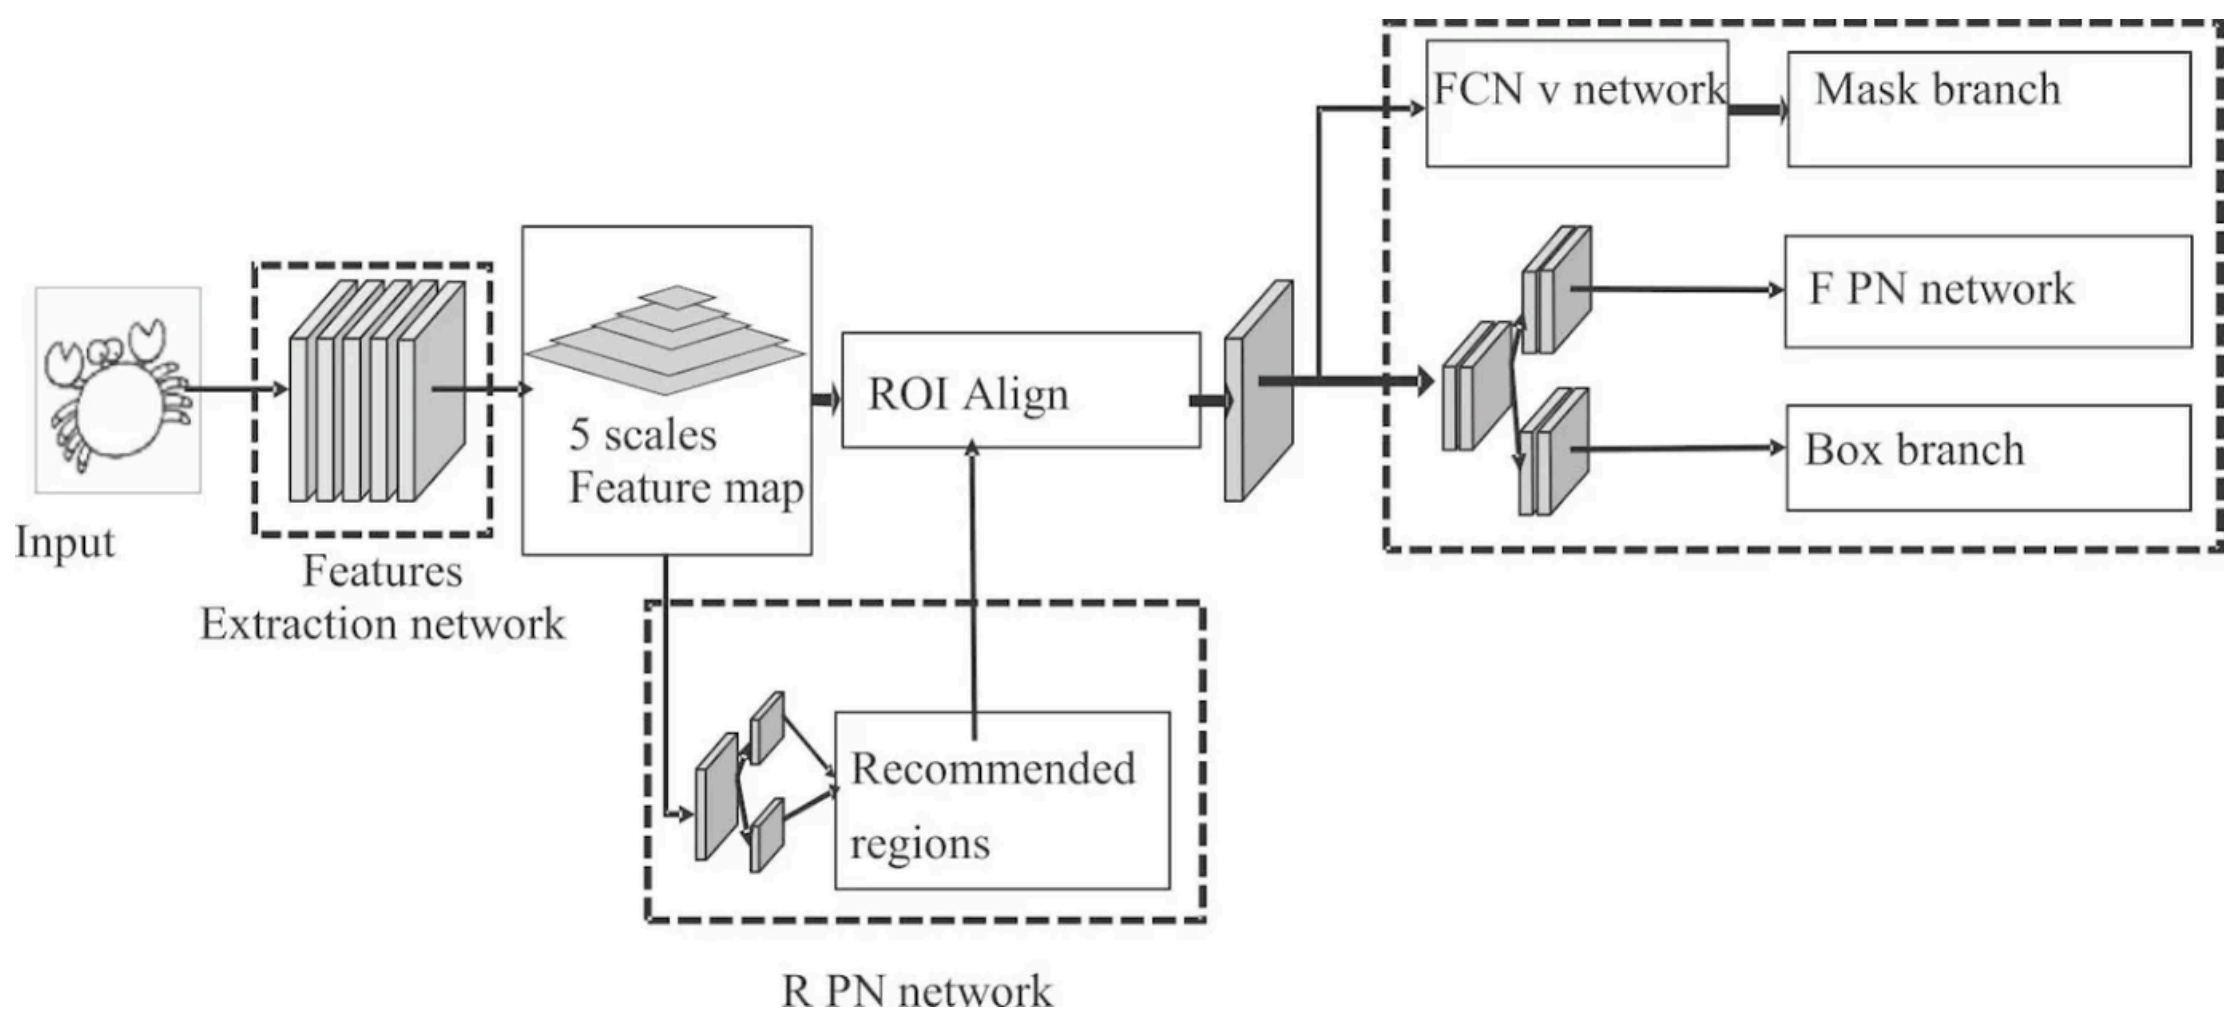 Input
Features
Extraction network
5 scales
Feature map
ROI Align
Recommended
regions
R PN network
FCN v network
Mask branch
F PN network
Box branch